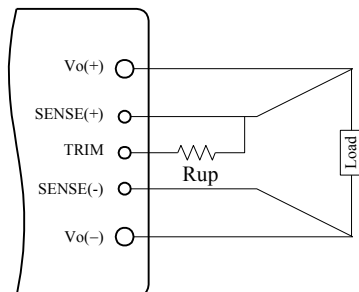 Vo(+)
SENSE(+)
TRIM
Rup
SENSE(-)
Vo(−)
Load